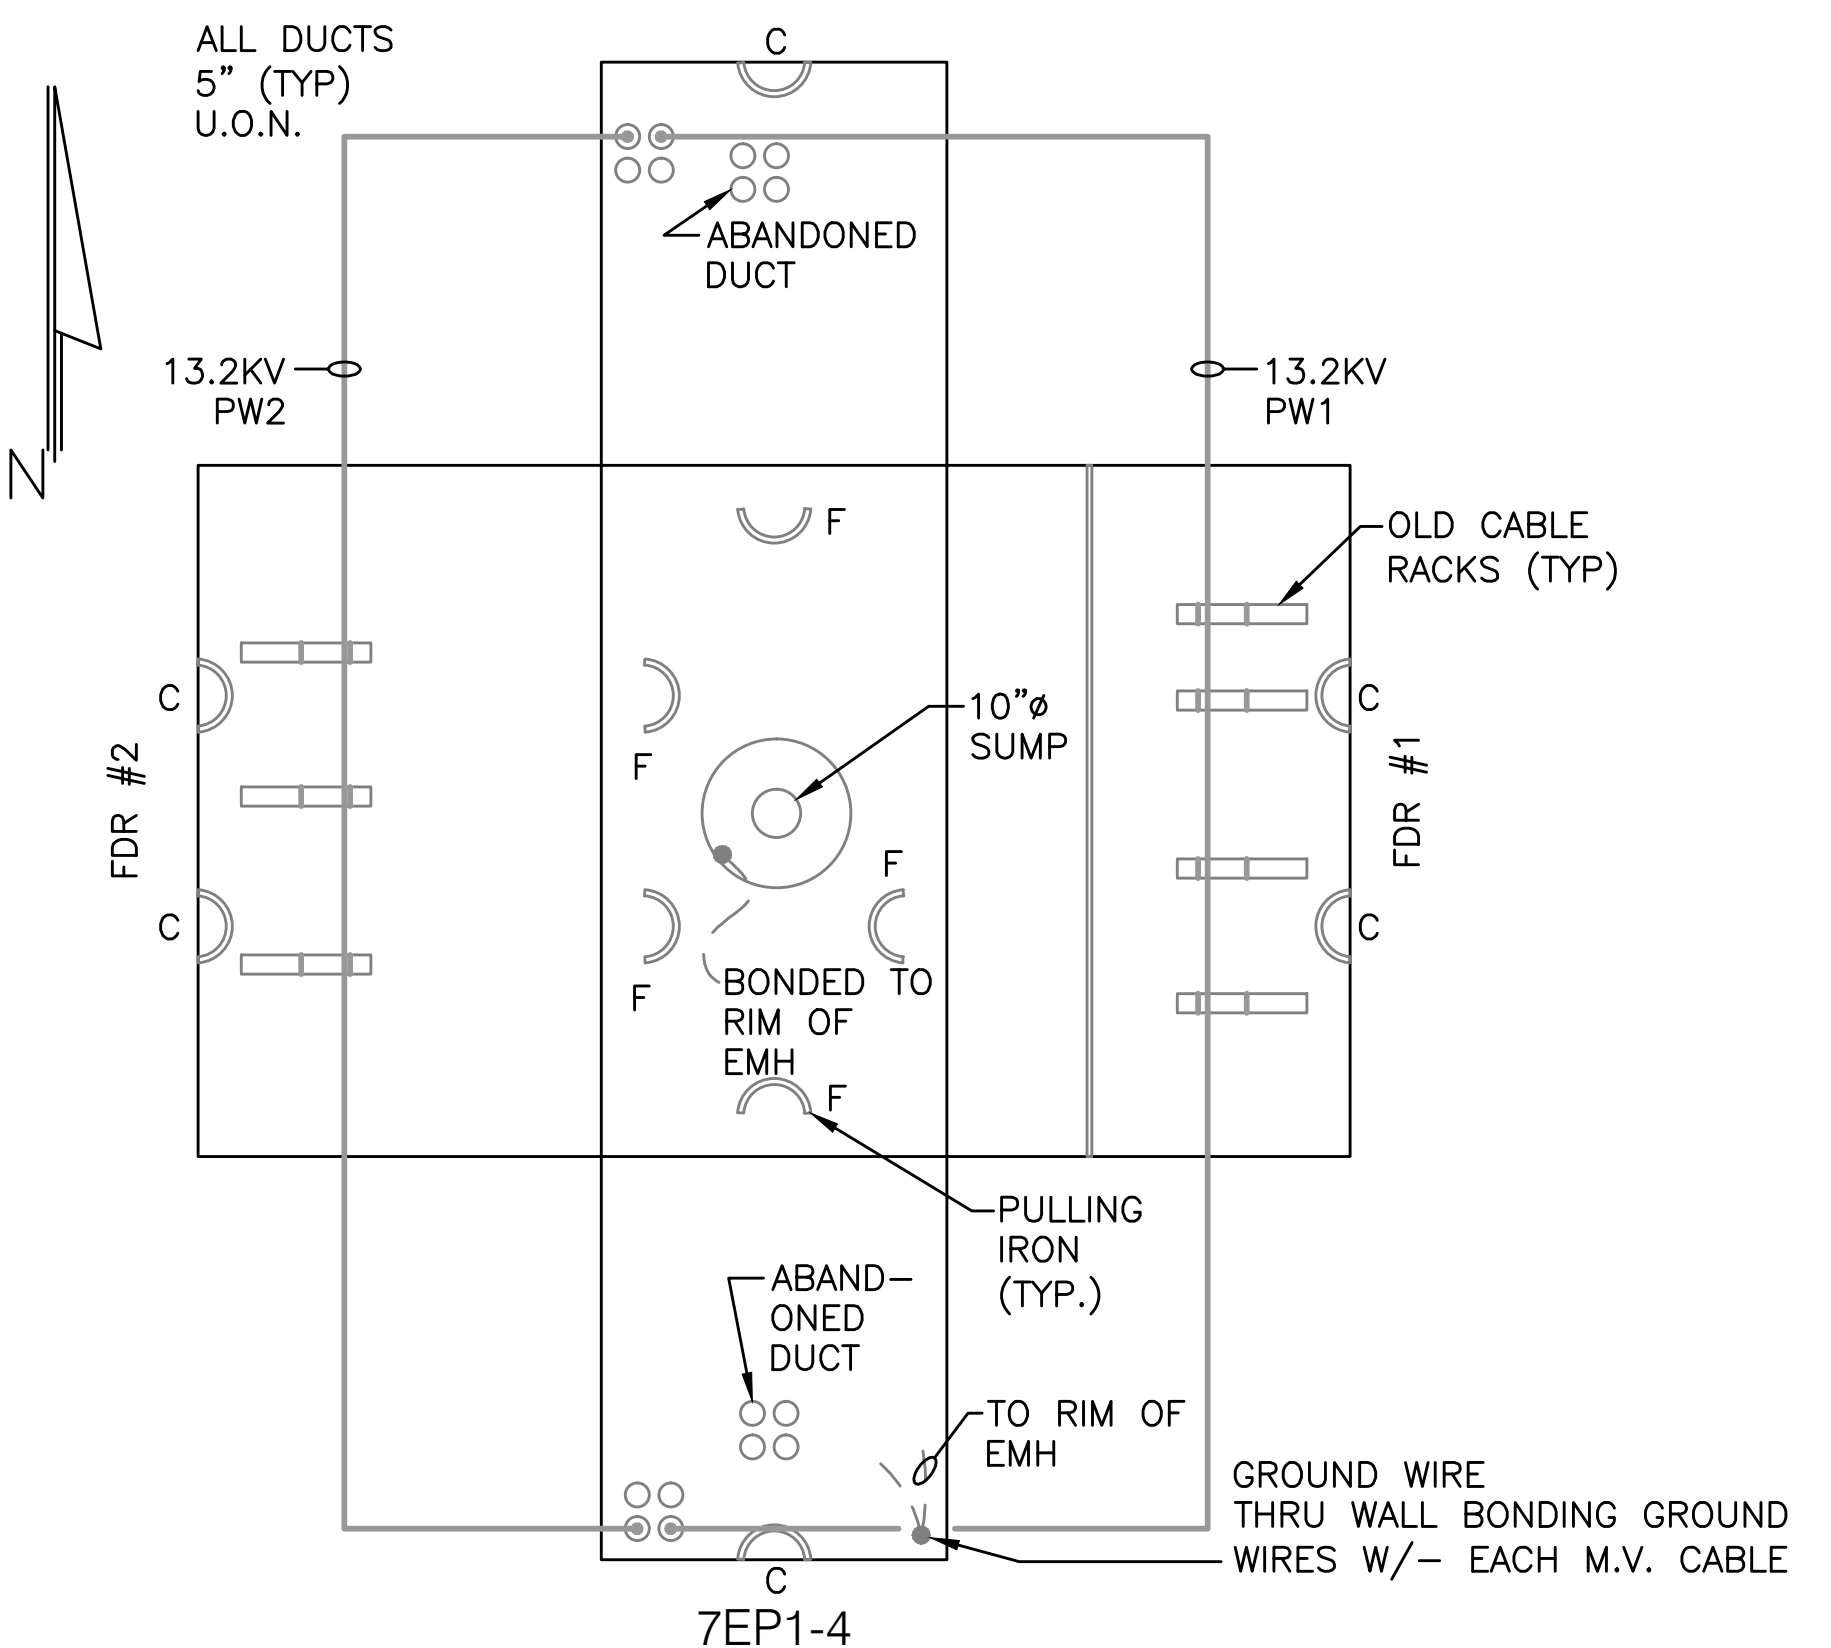 ALL DUCTS
5" (TYP)
U.O.N.
C
ABANDONED
DUCT
13.2KV
PW2
13.2KV
PW1
N
F
OLD CABLE
RACKS (TYP)
C
C
F
10"ø
SUMP
FDR #2
FDR #1
F
C
C
F
BONDED TO
RIM OF
EMH
F
PULLING
IRON
(TYP.)
ABAND-
ONED
DUCT
TO RIM OF
EMH
GROUND WIRE
THRU WALL BONDING GROUND
WIRES W/- EACH M.V. CABLE
C
7EP1-4